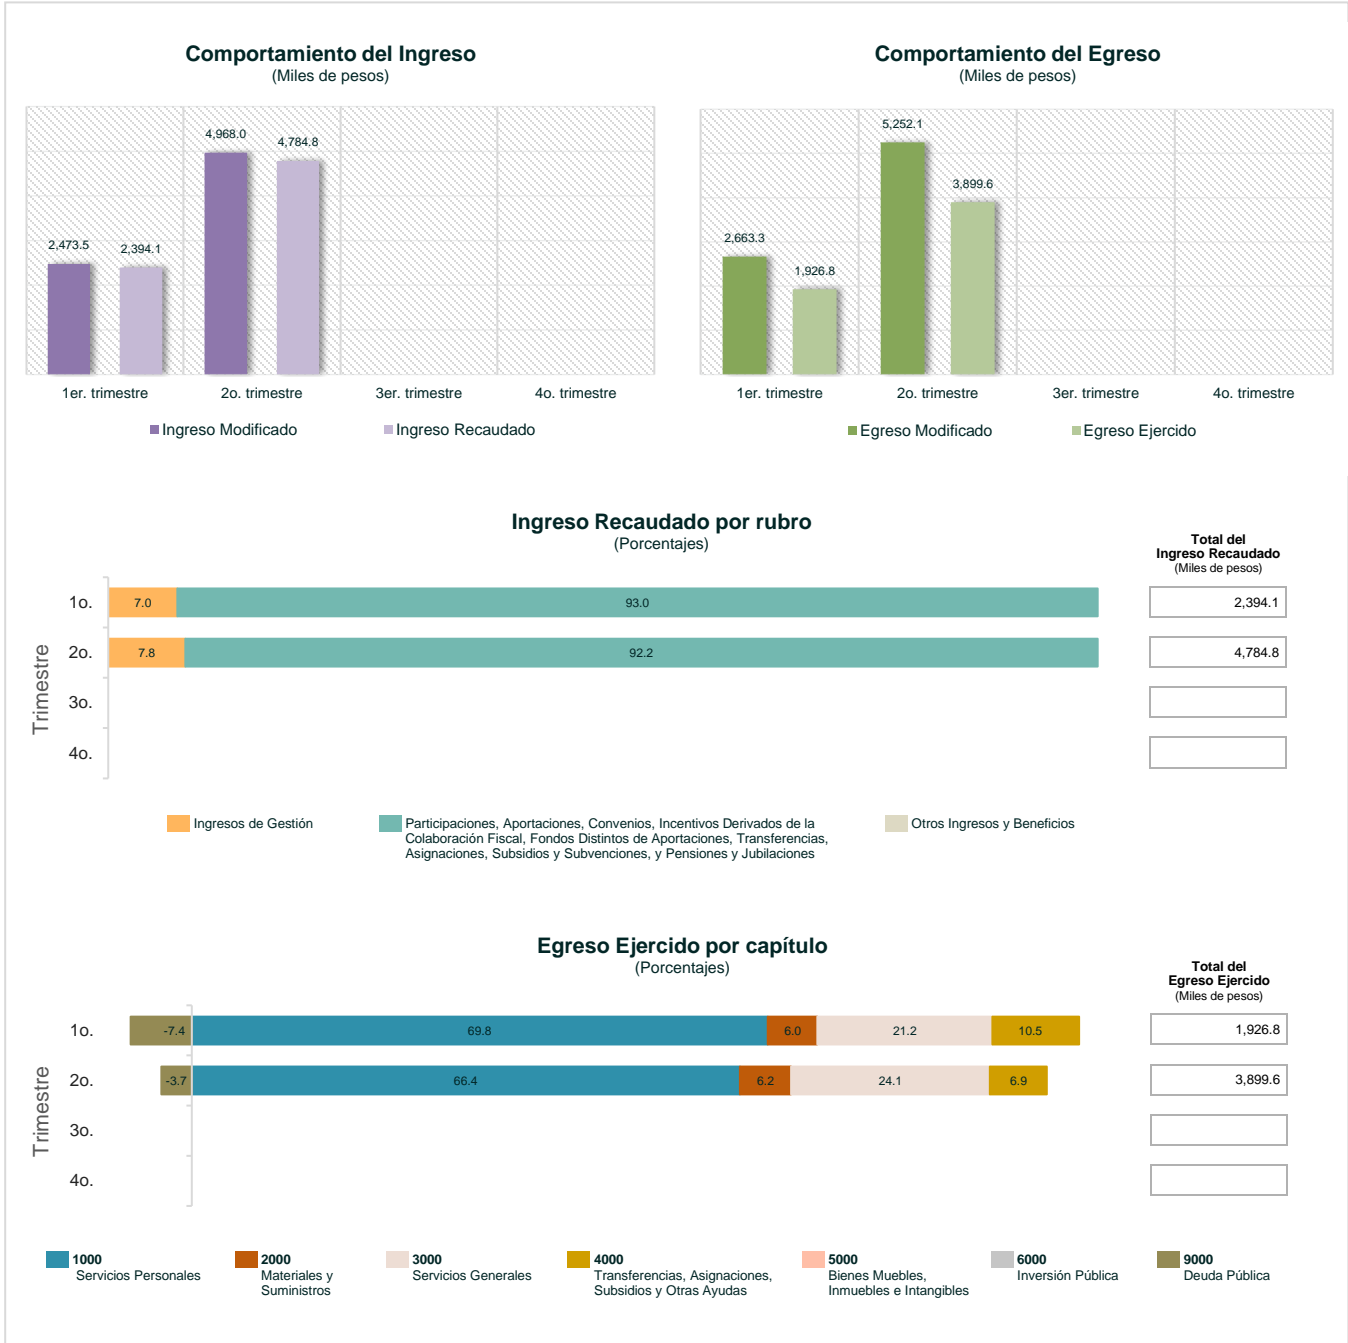 Comportamiento del Ingreso
(Miles de pesos)
4,968.0
4,784.8
2,473.5
2,394.1
1er. trimestre
2o. trimestre
3er. trimestre
4o. trimestre
Ingreso Modificado
Ingreso Recaudado
Comportamiento del Egreso
(Miles de pesos)
5,252.1
3,899.6
2,663.3
1,926.8
1er. trimestre
2o. trimestre
3er. trimestre
4o. trimestre
Egreso Modificado
Egreso Ejercido
Ingreso Recaudado por rubro
(Porcentajes)
Total del
Ingreso Recaudado
(Miles de pesos)
Trimestre
1o.
7.0
93.0
2,394.1
2o.
7.8
92.2
4,784.8
3o.
4o.
Ingresos de Gestión
Participaciones, Aportaciones, Convenios, Incentivos Derivados de la
Colaboración Fiscal, Fondos Distintos de Aportaciones, Transferencias,
Asignaciones, Subsidios y Subvenciones, y Pensiones y Jubilaciones
Otros Ingresos y Beneficios
Egreso Ejercido por capítulo
(Porcentajes)
Total del
Egreso Ejercido
(Miles de pesos)
Trimestre
1o.
-7.4
69.8
6.0
21.2
10.5
1,926.8
2o.
-3.7
66.4
6.2
24.1
6.9
3,899.6
3o.
4o.
1000
Servicios Personales
2000
Materiales y
Suministros
3000
Servicios Generales
4000
Transferencias, Asignaciones,
Subsidios y Otras Ayudas
5000
Bienes Muebles,
Inmuebles e Intangibles
6000
Inversión Pública
9000
Deuda Pública